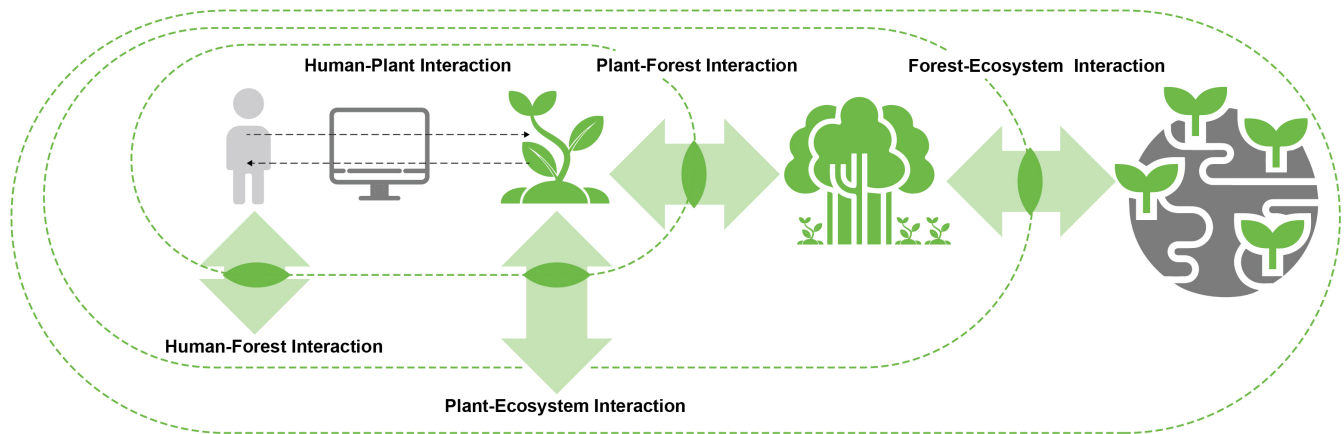 Human-Plant Interaction
Plant-Forest Interaction
Forest-Ecosystem Interaction
Human-Forest Interaction
Plant-Ecosystem Interaction